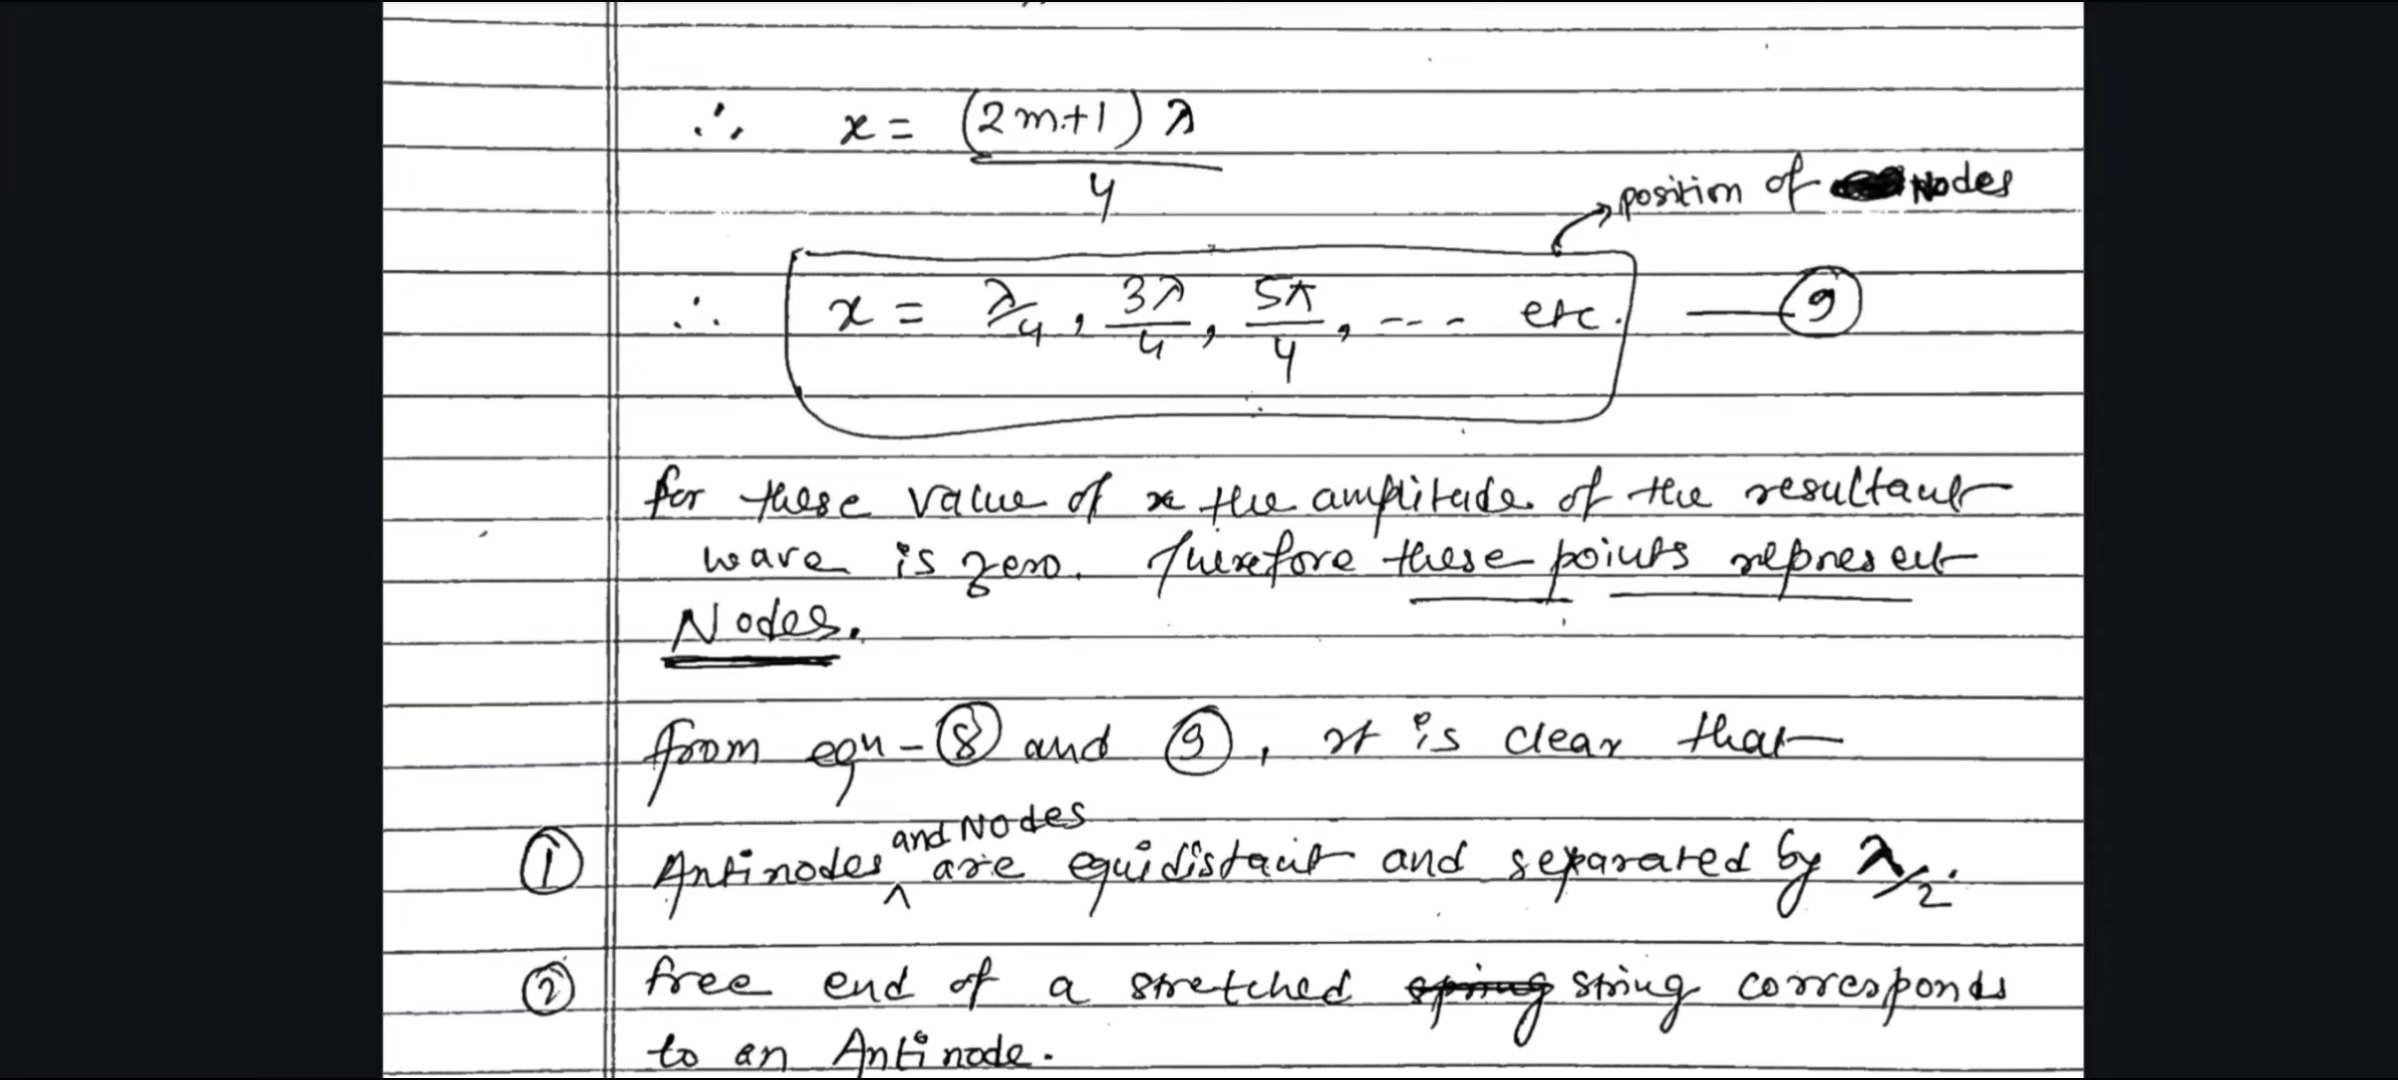 ∴ x = (2m+1) λ / 4
position of Nodes
∴ x = λ/4, 3λ/4, 5λ/4, --- etc. —— 9
for these value of x the amplitude of the resultant
wave is zero. Therefore these points represent
Nodes.
from eqn - 8 and 9, it is clear that
1 Antinodes and Nodes are equidistant and separated by λ/2.
2 free end of a stretched spring string corresponds
to an Antinode.